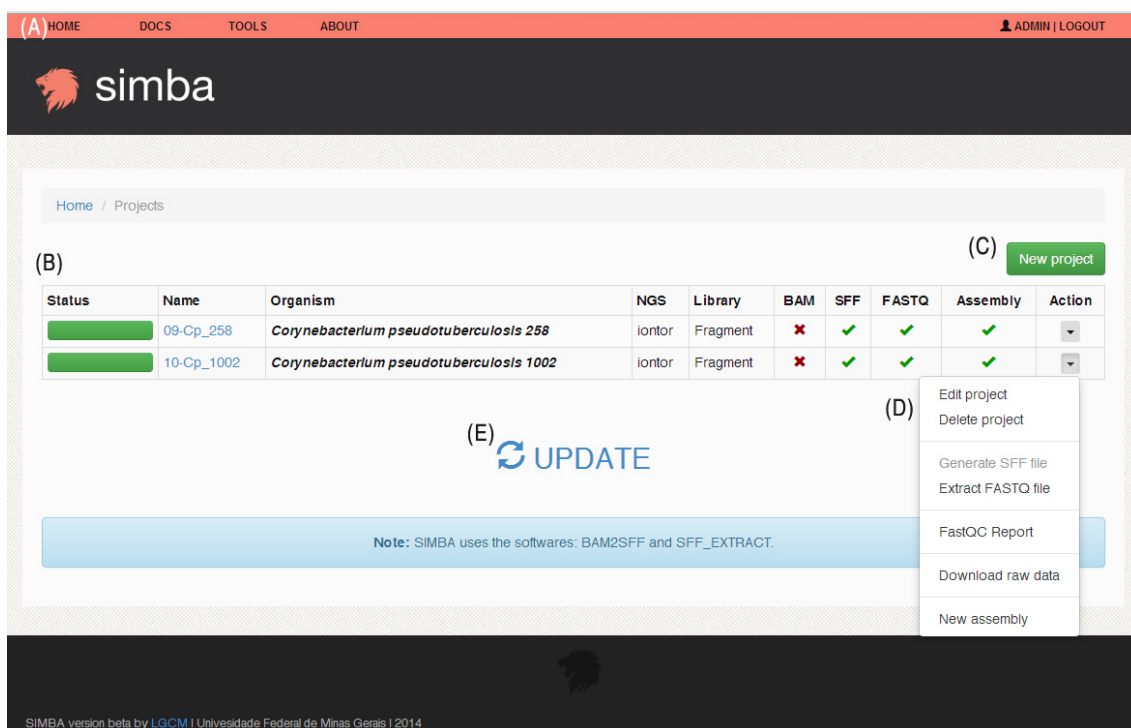 (A) HOME DOCS TOOLS ABOUT ADMIN | LOGOUT
simba
Home / Projects
(B) (C) New project
Status Name Organism NGS Library BAM SFF FASTQ Assembly Action
09-Cp_258 Corynebacterium pseudotuberculosis 258 iontor Fragment
10-Cp_1002 Corynebacterium pseudotuberculosis 1002 iontor Fragment
(D) Edit project
Delete project
(E) UPDATE
Generate SFF file
Extract FASTQ file
FastQC Report
Note: SIMBA uses the softwares: BAM2SFF and SFF_EXTRACT.
Download raw data
New assembly
SIMBA version beta by LGCM | Univesidade Federal de Minas Gerais | 2014